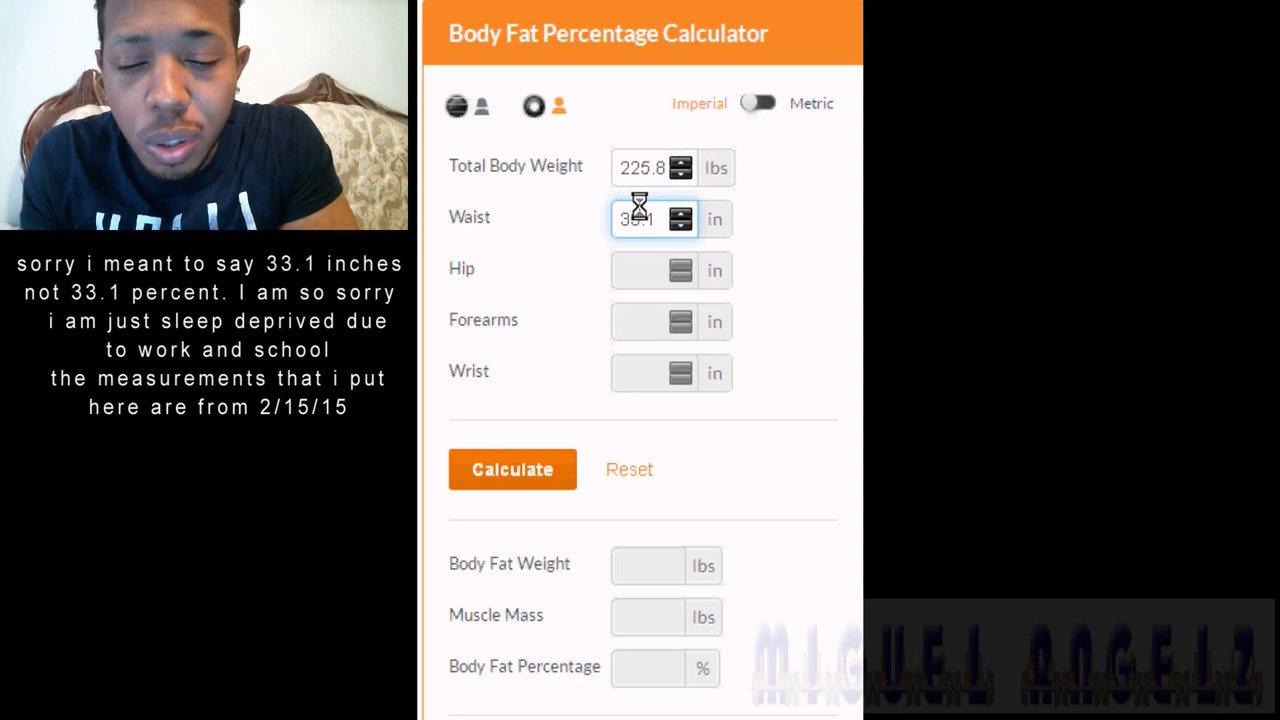 Body Fat Percentage Calculator
Imperial Metric
Total Body Weight 225.8 lbs
Waist in
Hip in
Forearms in
Wrist in
Calculate Reset
Body Fat Weight lbs
Muscle Mass lbs
Body Fat Percentage %
sorry i meant to say 33.1 inches
not 33.1 percent. I am so sorry
i am just sleep deprived due
to work and school
the measurements that i put
here are from 2/15/15
MIGUEL ANGELZ